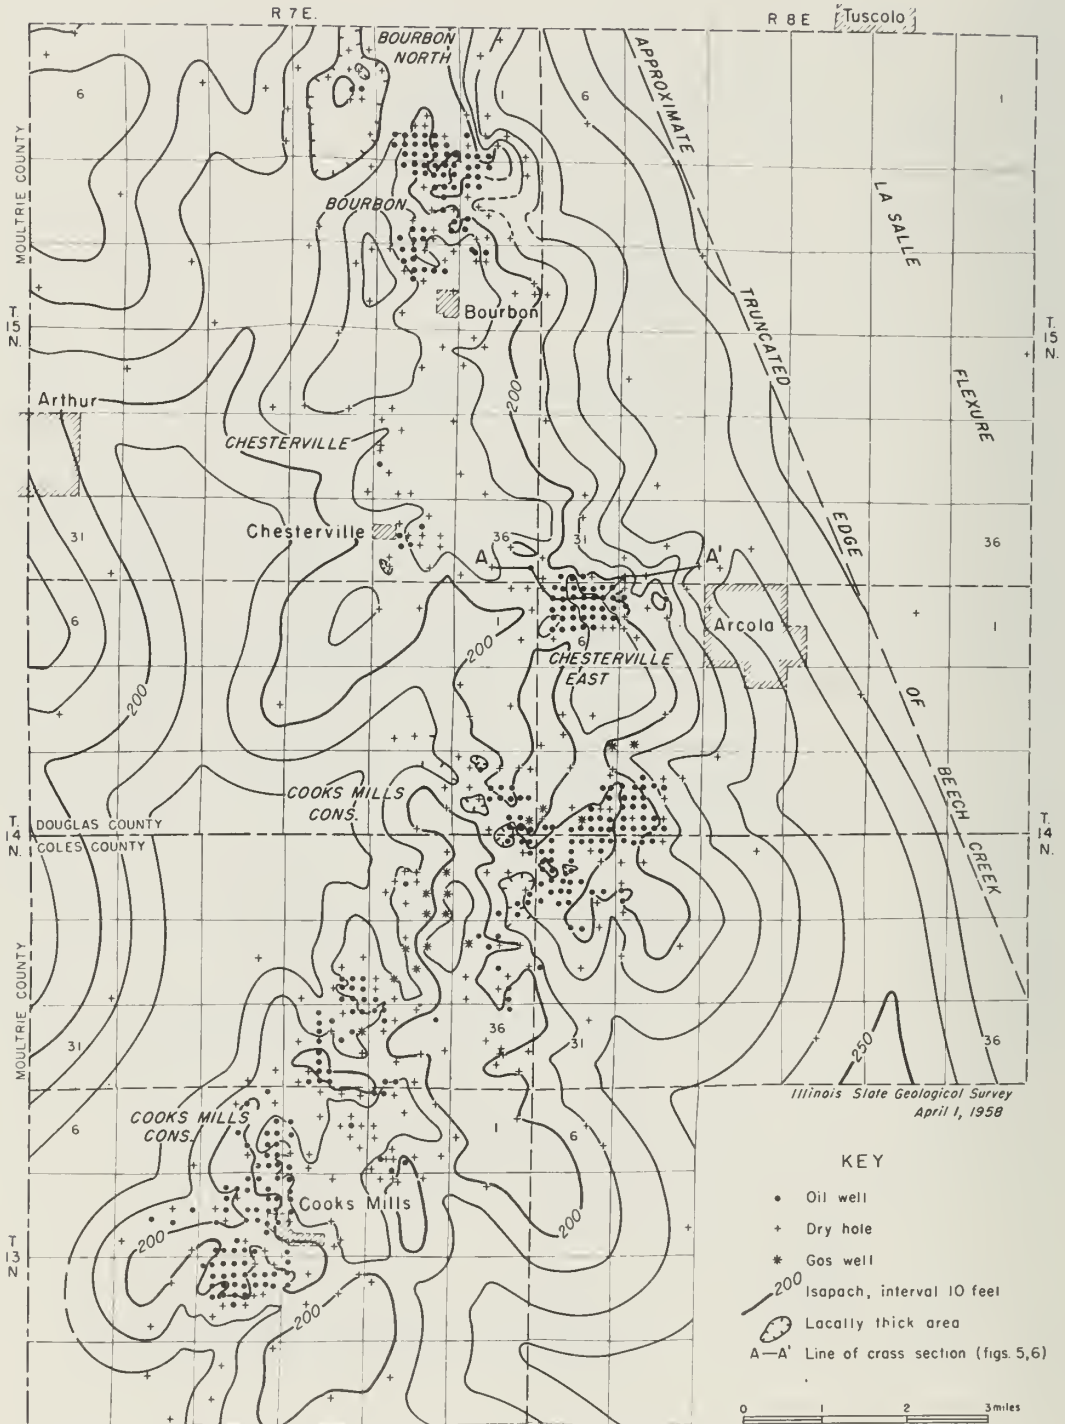 R 7 E.
R 8 E
Tuscolo
BOURBON
NORTH
6
1
6
1
APPROXIMATE
MOULTRIE COUNTY
LA SALLE
BOURBON
T.
15
N.
Bourbon
TRUNCATED
T.
15
N.
Arthur
200
FLEXURE
CHESTERVILLE
31
Chesterville
36
31
EDGE
36
A
A'
6
1
Arcola
1
200
6
CHESTERVILLE
EAST
200
OF
COOKS MILLS
CONS.
BEECH
T.
14
N.
DOUGLAS COUNTY
COLES COUNTY
T.
14
N.
CREEK
MOULTRIE COUNTY
36
31
31
250
36
Illinois State Geological Survey
April 1, 1958
COOKS MILLS
CONS.
6
1
6
KEY
Oil well
Cooks Mills
Dry hole
200
200
T
13
N
Gas well
200 Isapach, interval 10 feet
200
Lacally thick area
A—A' Line of crass section (figs. 5,6)
0 1 2 3 miles